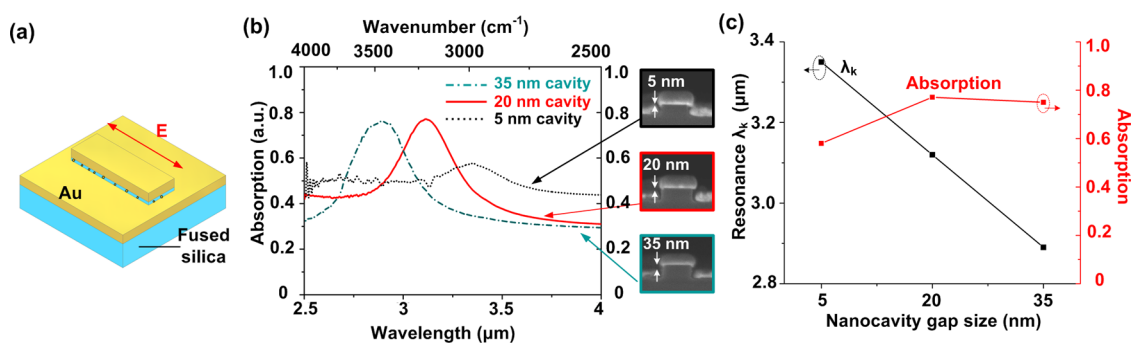 (a)
E
Au
Fused
silica
(b)
Wavenumber (cm⁻¹)
4000 3500 3000 2500
1.0 0.8 0.6 0.4 0.2 0
Absorption (a.u.)
35 nm cavity
20 nm cavity
5 nm cavity
1.0 0.8 0.6 0.4 0.2 0
2.5 3 3.5 4
Wavelength (μm)
5 nm
20 nm
35 nm
(c)
3.4 3.2 3.0 2.8
Resonance λk (μm)
λk
Absorption
1.0 0.8 0.6 0.4 0.2 0
Absorption
5 20 35
Nanocavity gap size (nm)